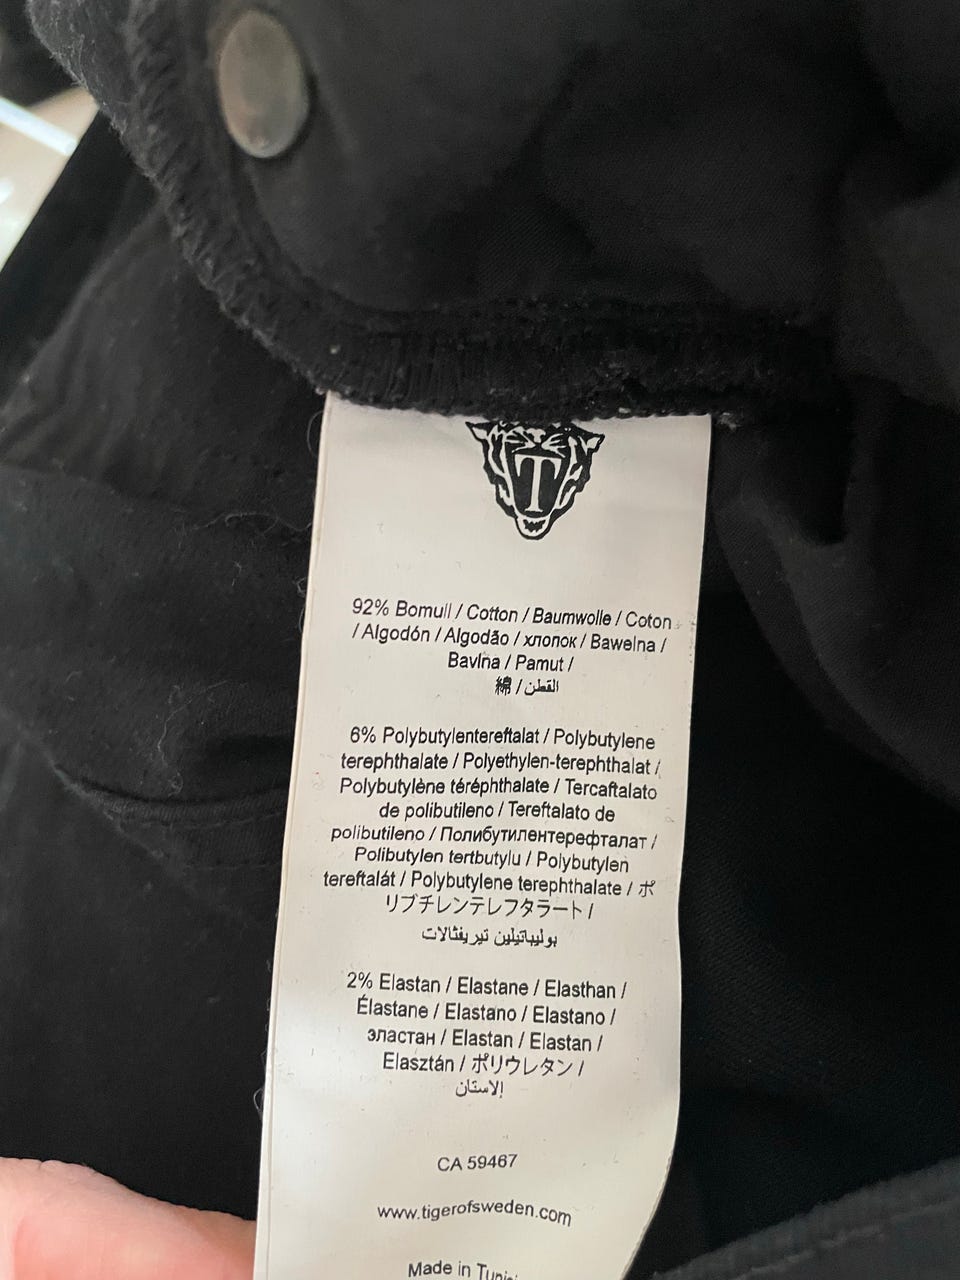 T
92% Bomull / Cotton / Baumwolle / Coton
/ Algodón / Algodão / хлопок / Bawelna /
Bavlna / Pamut /
綿 / القطن
6% Polybutylentereftalat / Polybutylene
terephthalate / Polyethylen-terephthalat /
Polybutylène téréphthalate / Tercaftalato
de polibutileno / Tereftalato de
polibutileno / Полибутилентерефталат /
Polibutylen tertbutylu / Polybutylen
tereftalát / Polybutylene terephthalate / ポ
リブチレンテレフタラート /
بوليباتيلين تيريفثالات
2% Elastan / Elastane / Elasthan /
Élastane / Elastano / Elastano /
эластан / Elastan / Elastan /
Elasztán / ポリウレタン /
إلاستان
CA 59467
www.tigerofsweden.com
Made in